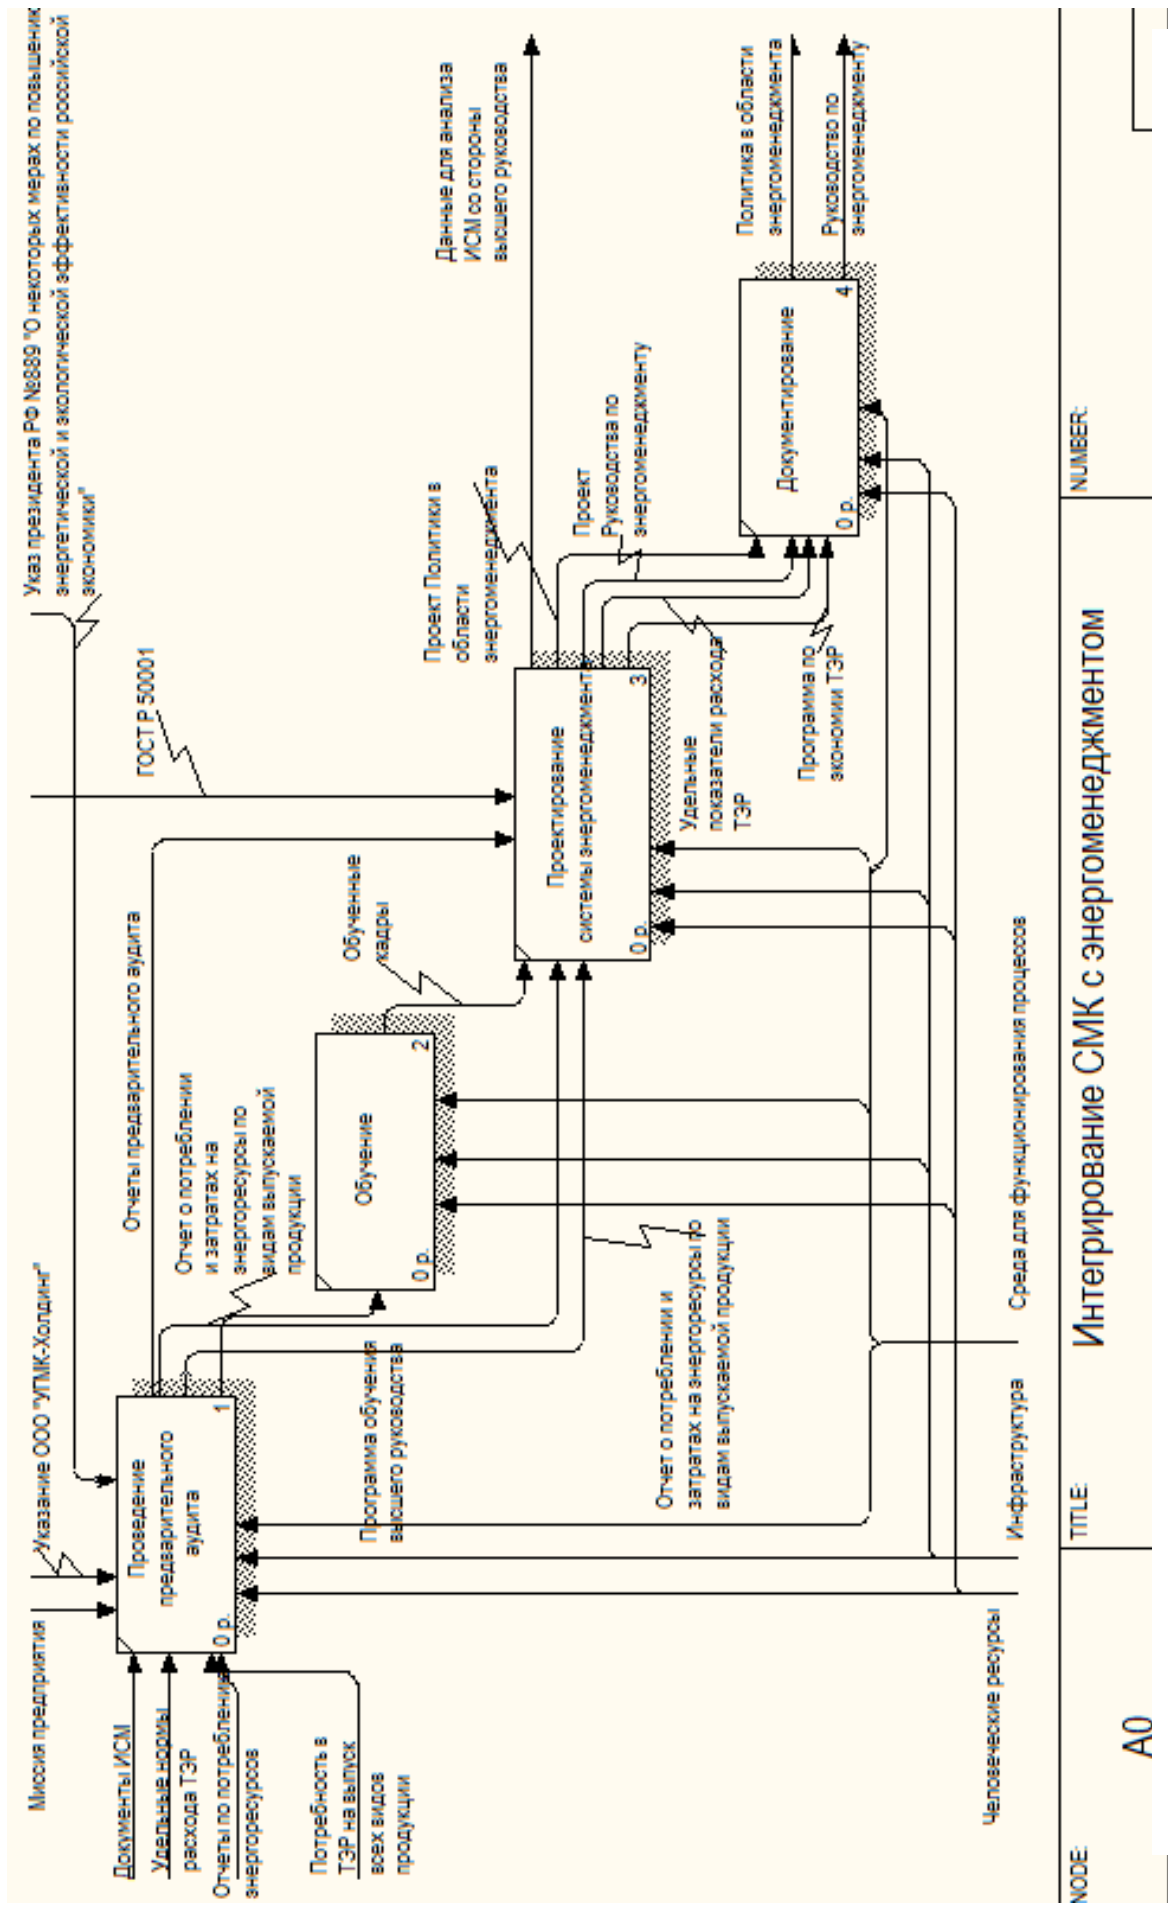 Миссия предприятия
Указание ООО "УГМК-Холдинг"
Указ президента РФ №889 "О некоторых мерах по повышению
энергетической и экологической эффективности российской
экономики"
ГОСТ Р 50001
Документы ИСМ
Удельные нормы
расхода ТЭР
Отчеты по потреблению
энергоресурсов
Потребность в
ТЭР на выпуск
всех видов
продукции
Проведение
предварительного
аудита
0 р.
1
Отчеты предварительного аудита
Отчет о потреблении
и затратах на
энергоресурсы по
видам выпускаемой
продукции
Программа обучения
высшего руководства
Обучение
0 р.
2
Обученные
кадры
Отчет о потреблении и
затратах на энергоресурсы по
видам выпускаемой продукции
Проектирование
системы энергоменеджмента
0 р.
3
Данные для анализа
ИСМ со стороны
высшего руководства
Проект Политики в
области
энергоменеджмента
Проект
Руководства по
энергоменеджменту
Удельные
показатели расхода
ТЭР
Программа по
экономии ТЭР
Документирование
0 р.
4
Политика в области
энергоменеджмента
Руководство по
энергоменеджменту
Человеческие ресурсы
Инфраструктура
Среда для функционирования процессов
NODE:
A0
TITLE:
Интегрирование СМК с энергоменеджментом
NUMBER: